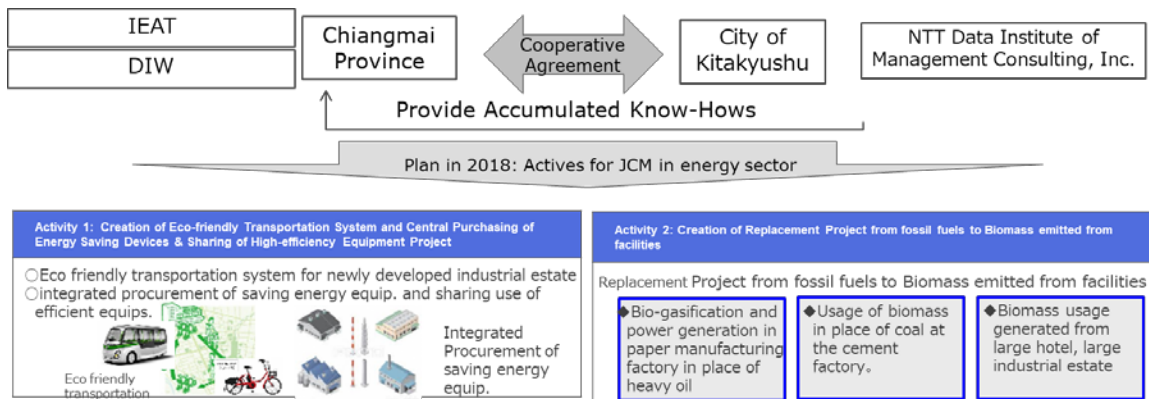 IEAT
DIW
Chiangmai
Province
Cooperative
Agreement
City of
Kitakyushu
NTT Data Institute of
Management Consulting, Inc.
Provide Accumulated Know-Hows
Plan in 2018: Actives for JCM in energy sector
Activity 1: Creation of Eco-friendly Transportation System and Central Purchasing of
Energy Saving Devices & Sharing of High-efficiency Equipment Project
○Eco friendly transportation system for newly developed industrial estate
○integrated procurement of saving energy equip. and sharing use of
efficient equips.
Eco friendly
transportation
Integrated
Procurement of
saving energy
equip.
Activity 2: Creation of Replacement Project from fossil fuels to Biomass emitted from
facilities
Replacement Project from fossil fuels to Biomass emitted from facilities
◆Bio-gasification and
power generation in
paper manufacturing
factory in place of
heavy oil
◆Usage of biomass
in place of coal at
the cement
factory。
◆Biomass usage
generated from
large hotel, large
industrial estate